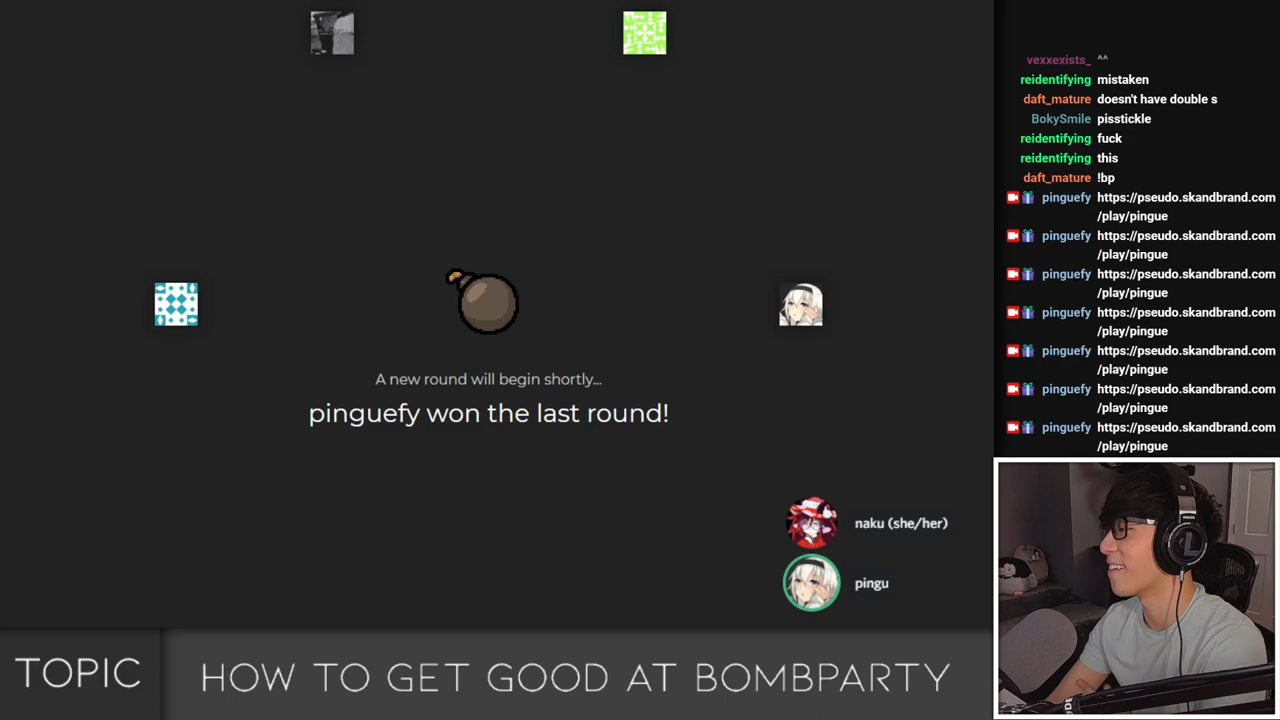 vexxexists_ ^^
reidentifying mistaken
daft_mature doesn't have double s
BokySmile pisstickle
reidentifying fuck
reidentifying this
daft_mature !bp
pinguefy https://pseudo.skandbrand.com
/play/pingue
pinguefy https://pseudo.skandbrand.com
/play/pingue
pinguefy https://pseudo.skandbrand.com
/play/pingue
pinguefy https://pseudo.skandbrand.com
/play/pingue
pinguefy https://pseudo.skandbrand.com
/play/pingue
pinguefy https://pseudo.skandbrand.com
/play/pingue
pinguefy https://pseudo.skandbrand.com
/play/pingue
A new round will begin shortly...
pinguefy won the last round!
naku (she/her)
pingu
TOPIC
HOW TO GET GOOD AT BOMBPARTY